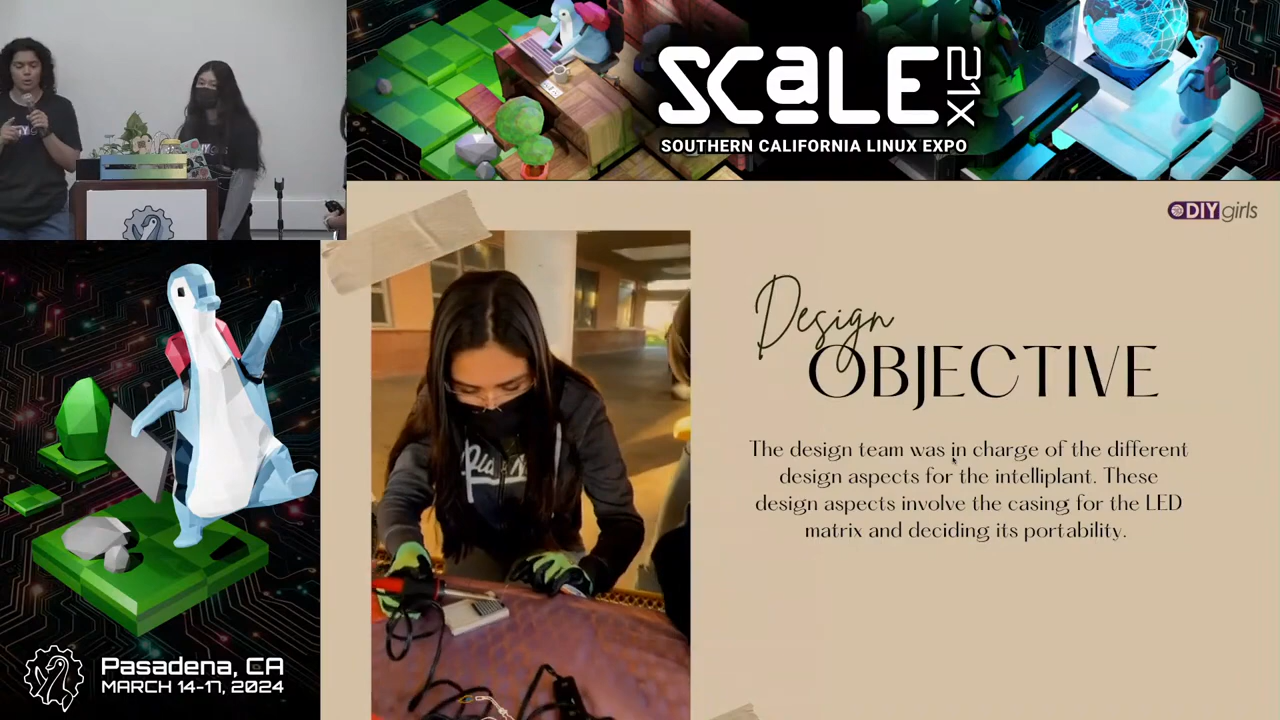 SCaLE 21x
SOUTHERN CALIFORNIA LINUX EXPO
DIY girls
Design
OBJECTIVE
The design team was in charge of the different
design aspects for the intelliplant. These
design aspects involve the casing for the LED
matrix and deciding its portability.
Pasadena, CA
MARCH 14-17, 2024